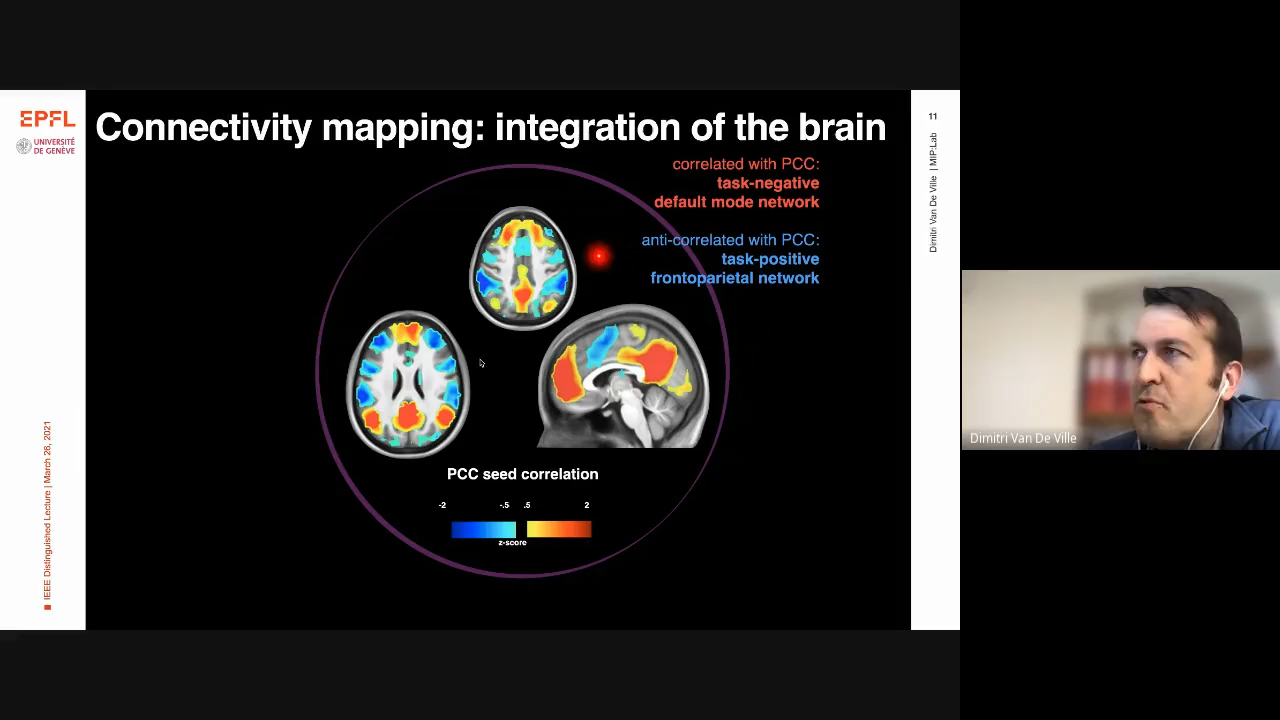 EPFL
UNIVERSITÉ
DE GENÈVE
Connectivity mapping: integration of the brain
correlated with PCC:
task-negative
default mode network
anti-correlated with PCC:
task-positive
frontoparietal network
PCC seed correlation
-2 -.5 .5 2
z-score
IEEE Distinguished Lecture | March 26, 2021
11
Dimitri Van De Ville | MIP:Lab
Dimitri Van De Ville